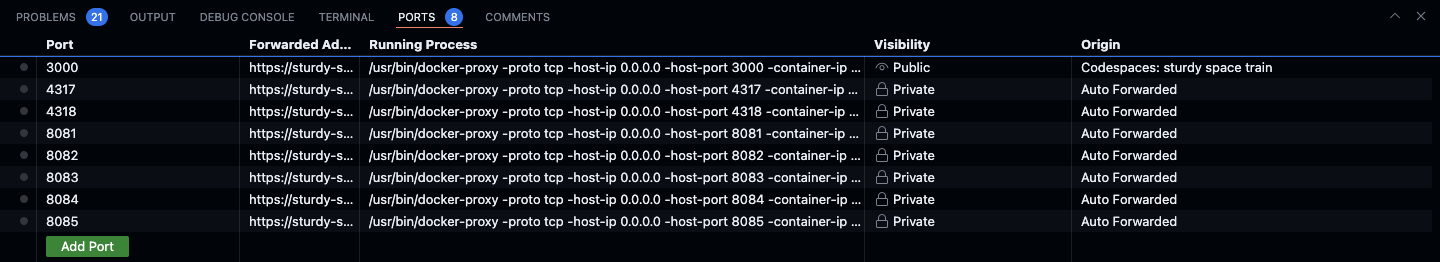 PROBLEMS 21 OUTPUT DEBUG CONSOLE TERMINAL PORTS 8 COMMENTS
Port Forwarded Ad... Running Process Visibility Origin
3000 https://sturdy-s... /usr/bin/docker-proxy -proto tcp -host-ip 0.0.0.0 -host-port 3000 -container-ip ... Public Codespaces: sturdy space train
4317 https://sturdy-s... /usr/bin/docker-proxy -proto tcp -host-ip 0.0.0.0 -host-port 4317 -container-ip ... Private Auto Forwarded
4318 https://sturdy-s... /usr/bin/docker-proxy -proto tcp -host-ip 0.0.0.0 -host-port 4318 -container-ip ... Private Auto Forwarded
8081 https://sturdy-s... /usr/bin/docker-proxy -proto tcp -host-ip 0.0.0.0 -host-port 8081 -container-ip ... Private Auto Forwarded
8082 https://sturdy-s... /usr/bin/docker-proxy -proto tcp -host-ip 0.0.0.0 -host-port 8082 -container-ip ... Private Auto Forwarded
8083 https://sturdy-s... /usr/bin/docker-proxy -proto tcp -host-ip 0.0.0.0 -host-port 8083 -container-ip ... Private Auto Forwarded
8084 https://sturdy-s... /usr/bin/docker-proxy -proto tcp -host-ip 0.0.0.0 -host-port 8084 -container-ip ... Private Auto Forwarded
8085 https://sturdy-s... /usr/bin/docker-proxy -proto tcp -host-ip 0.0.0.0 -host-port 8085 -container-ip ... Private Auto Forwarded
Add Port